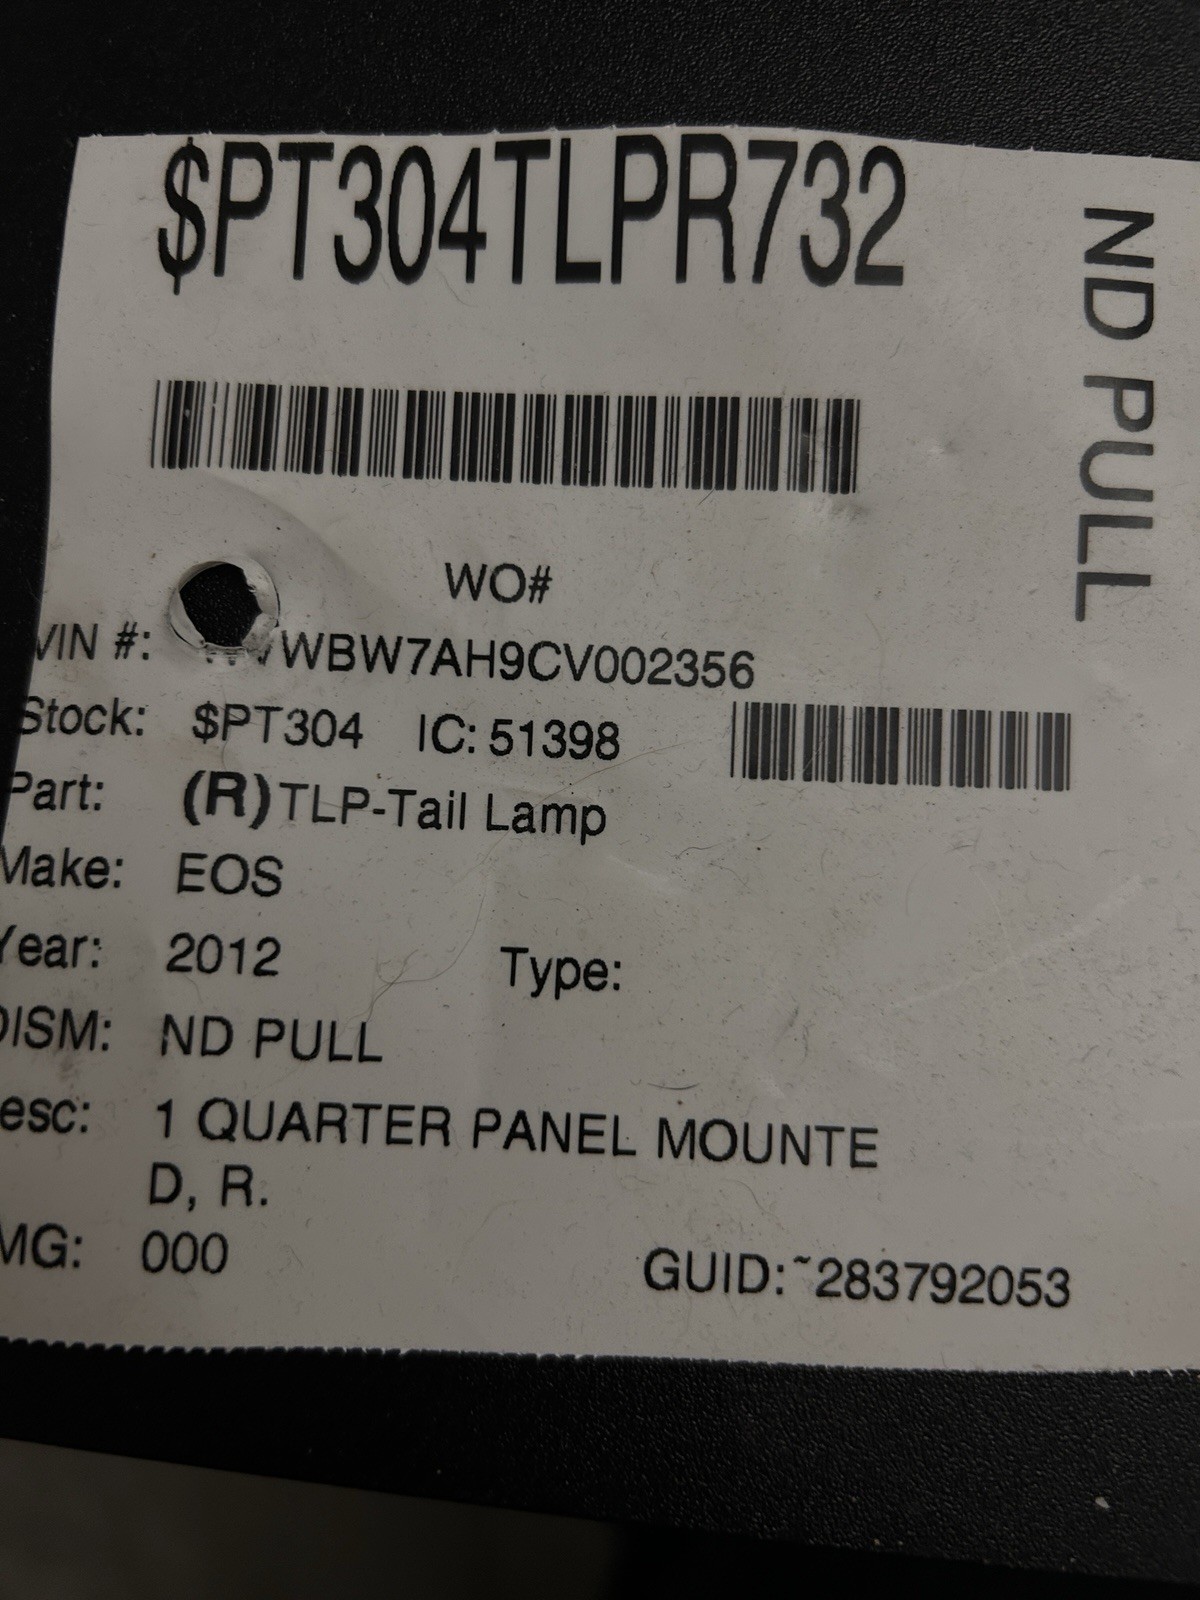 $PT304TLPR732
ND PULL
WO#
VIN #: WVWBW7AH9CV002356
Stock: $PT304 IC: 51398
Part: (R) TLP-Tail Lamp
Make: EOS
Year: 2012 Type:
DISM: ND PULL
esc: 1 QUARTER PANEL MOUNTE
D, R.
MG: 000
GUID:~283792053